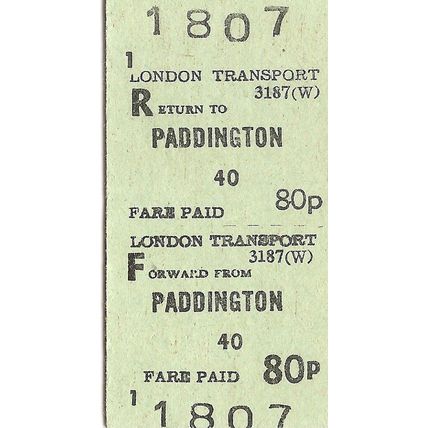 1807
1
LONDON TRANSPORT
3187(W)
RETURN TO
PADDINGTON
40
FARE PAID 80p
LONDON TRANSPORT
3187(W)
FORWARD FROM
PADDINGTON
40
FARE PAID 80P
1
1807